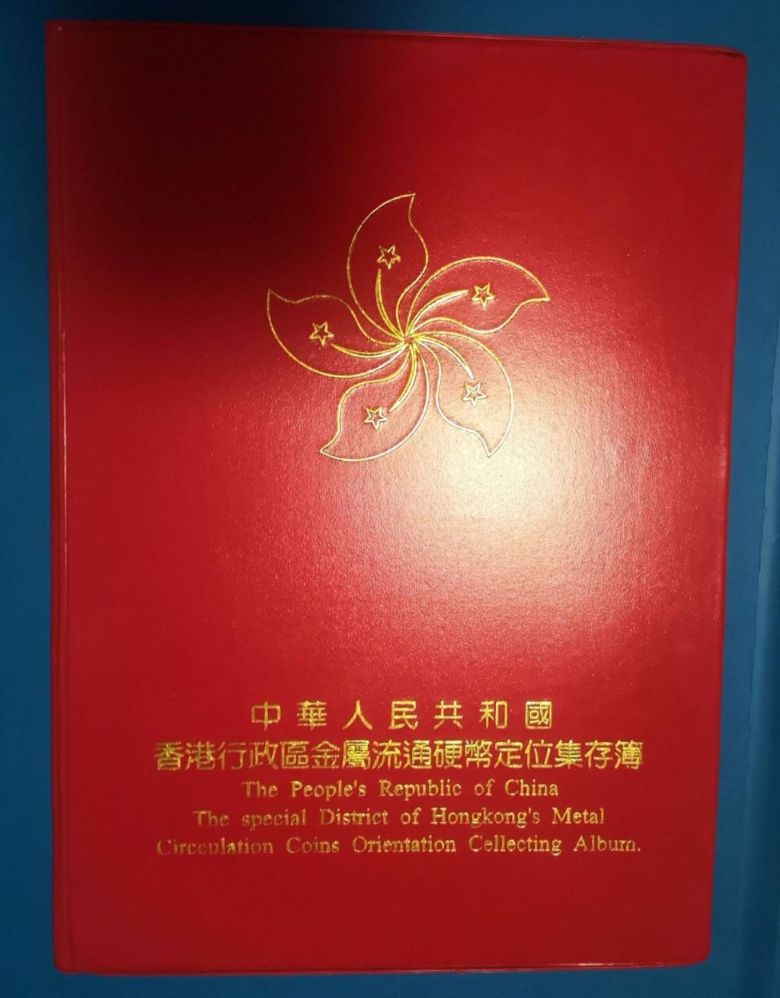 中華人民共和國
香港行政區金屬流通硬幣定位集存簿
The People's Republic of China
The special District of Hongkong's Metal
Circculation Coins Orientation Cellecting Album.